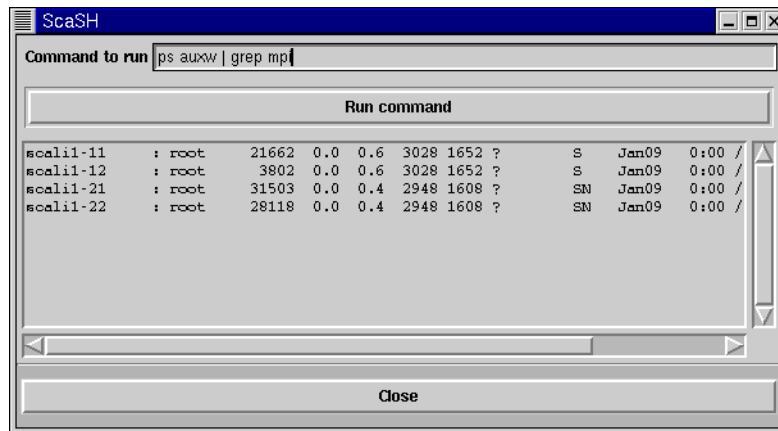 ScaSH
Command to run ps auxw | grep mpi
Run command
scali1-11 : root 21662 0.0 0.6 3028 1652 ? S Jan09 0:00 /
scali1-12 : root 3802 0.0 0.6 3028 1652 ? S Jan09 0:00 /
scali1-21 : root 31503 0.0 0.4 2948 1608 ? SN Jan09 0:00 /
scali1-22 : root 28118 0.0 0.4 2948 1608 ? SN Jan09 0:00 /
Close